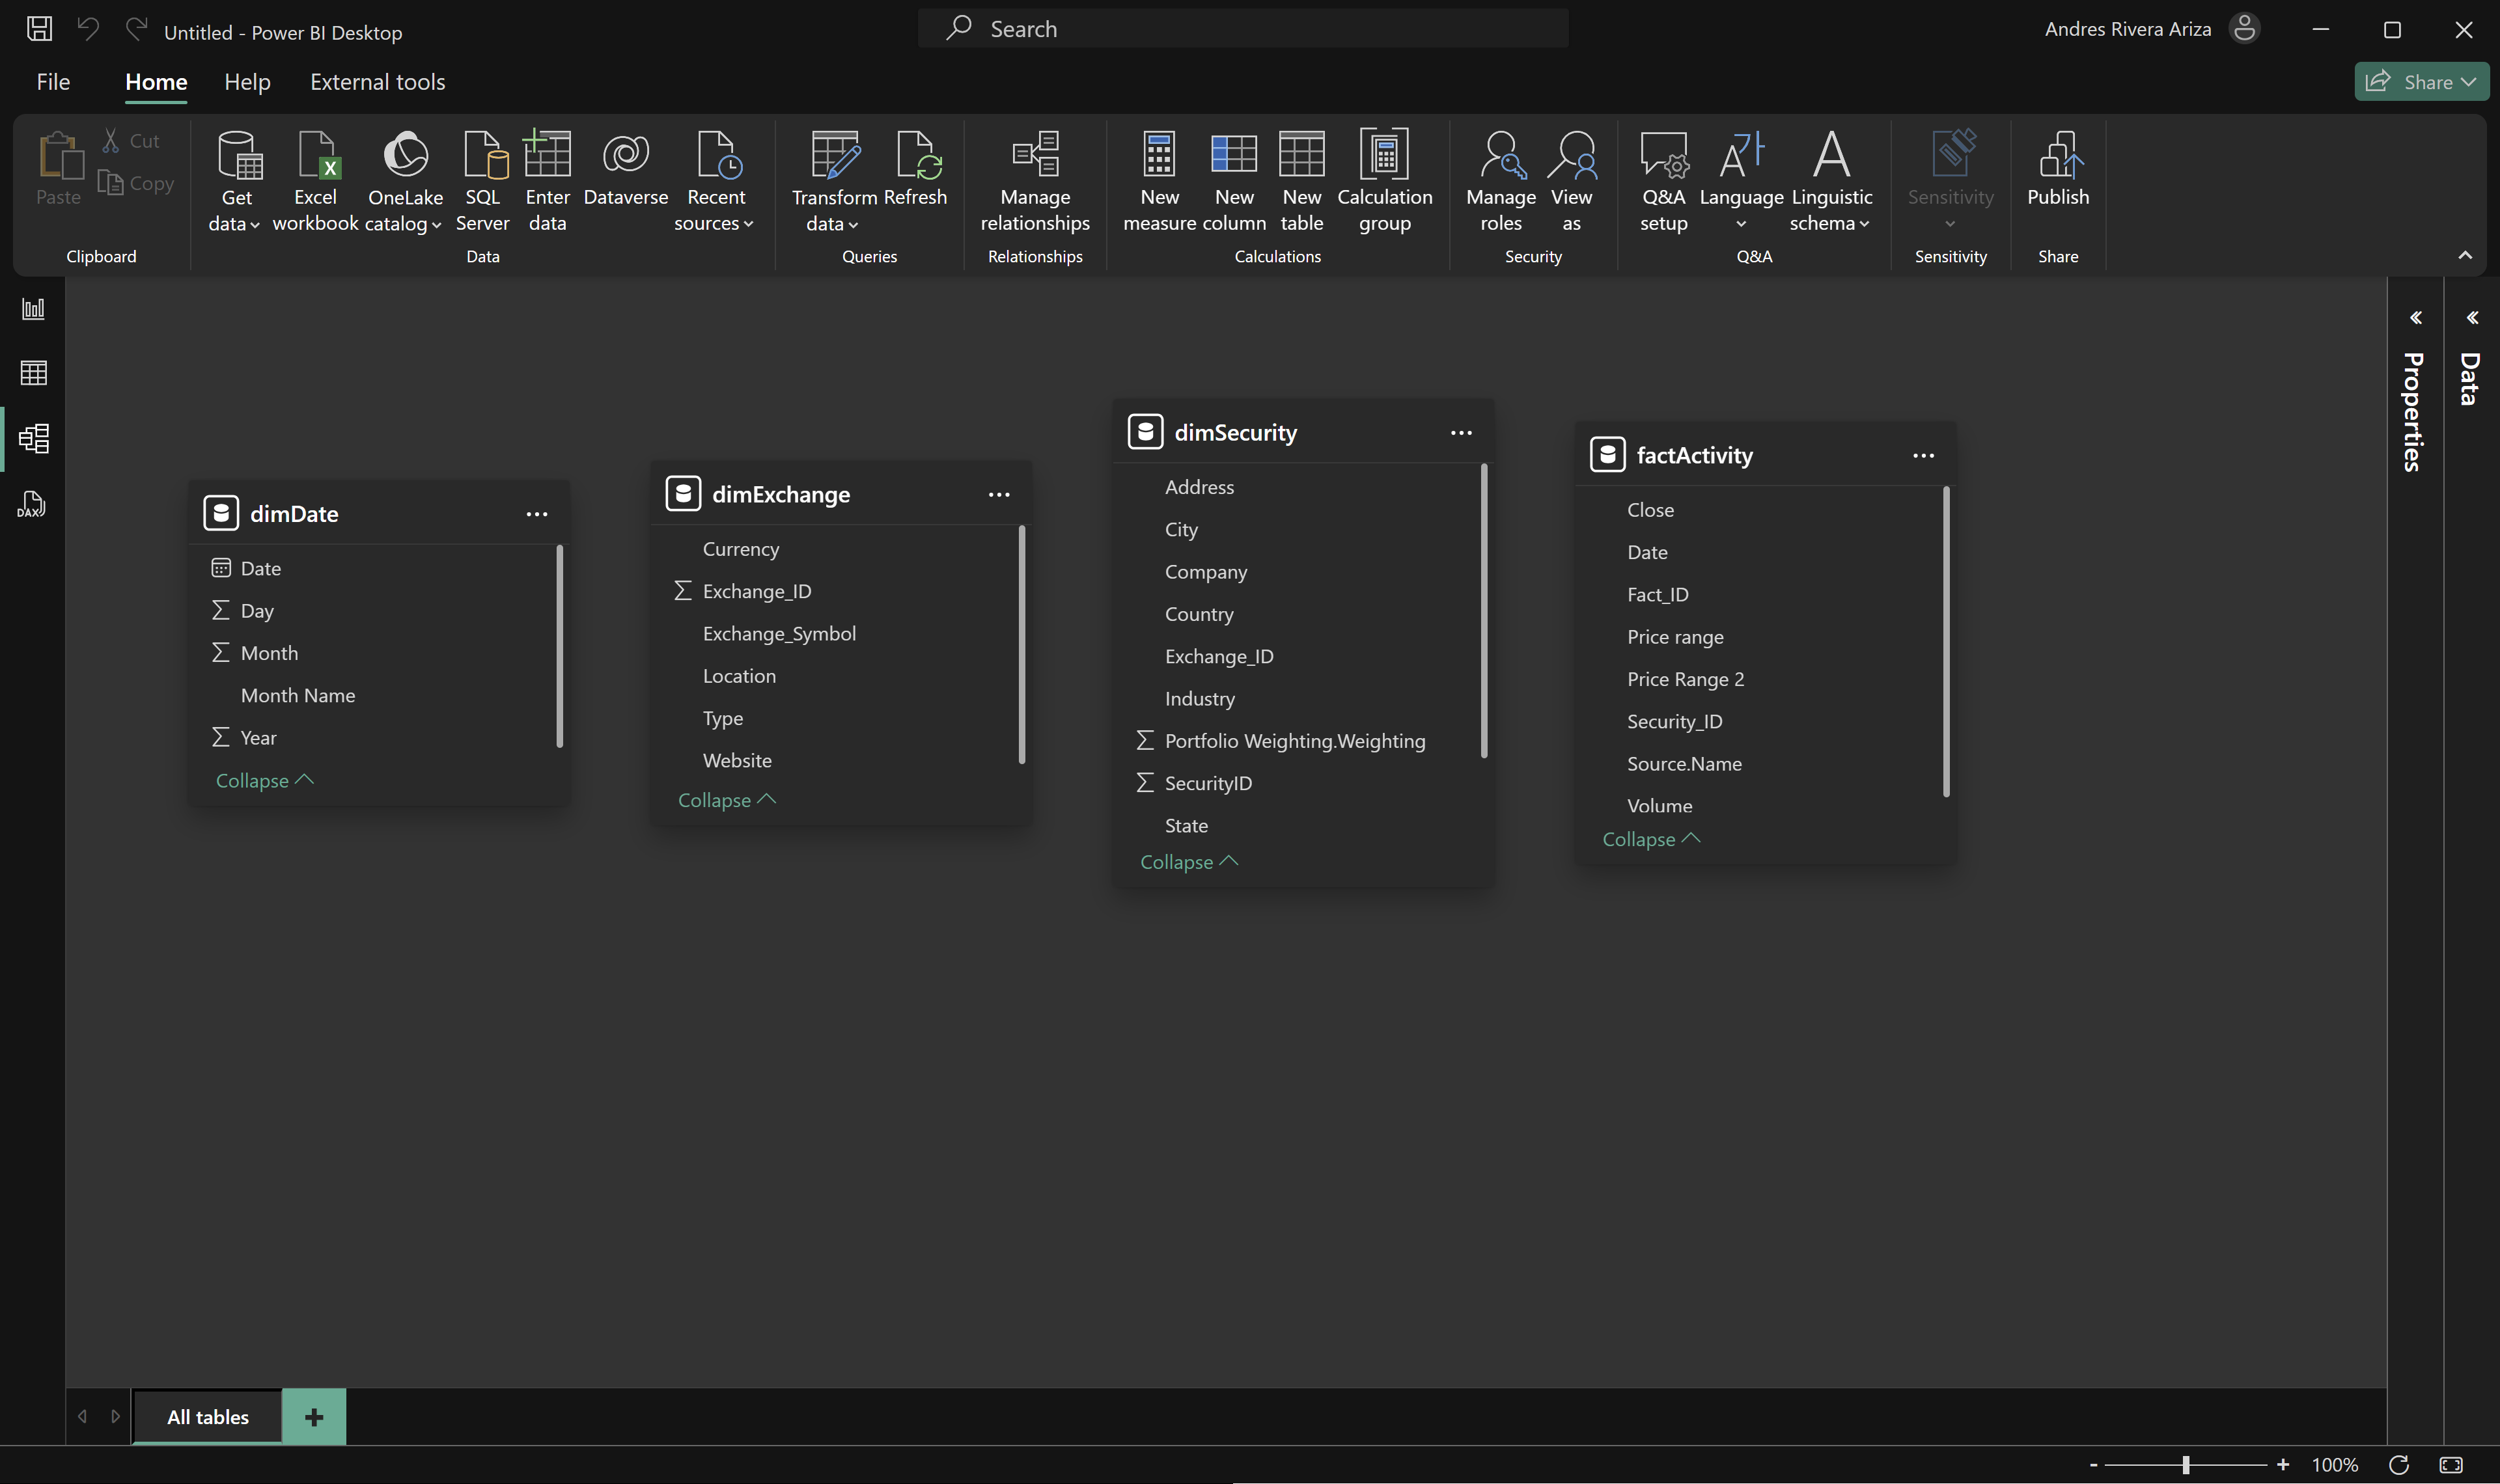 Untitled - Power BI Desktop
Search
Andres Rivera Ariza
File
Home
Help
External tools
Share
Paste
Cut
Copy
Clipboard
Get data
Excel workbook
OneLake catalog
SQL Server
Enter data
Dataverse
Recent sources
Data
Transform data
Refresh
Queries
Manage relationships
Relationships
New measure
New column
New table
Calculation group
Calculations
Manage roles
View as
Security
Q&A setup
Language
Linguistic schema
Q&A
Sensitivity
Sensitivity
Publish
Share
DAX
dimDate
Date
Day
Month
Month Name
Year
Collapse
dimExchange
Currency
Exchange_ID
Exchange_Symbol
Location
Type
Website
Collapse
dimSecurity
Address
City
Company
Country
Exchange_ID
Industry
Portfolio Weighting.Weighting
SecurityID
State
Collapse
factActivity
Close
Date
Fact_ID
Price range
Price Range 2
Security_ID
Source.Name
Volume
Collapse
Properties
Data
All tables
+
- + 100%